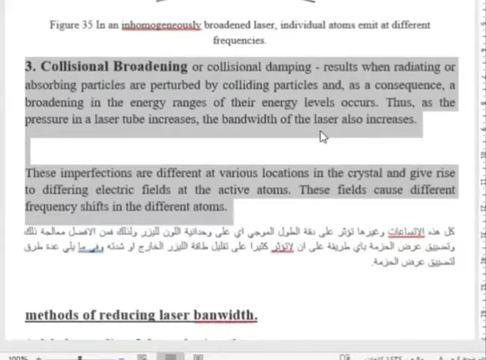 Figure 35 In an inhomogeneously broadened laser, individual atoms emit at different
frequencies.
3. Collisional Broadening or collisional damping - results when radiating or
absorbing particles are perturbed by colliding particles and, as a consequence, a
broadening in the energy ranges of their energy levels occurs. Thus, as the
pressure in a laser tube increases, the bandwidth of the laser also increases.
These imperfections are different at various locations in the crystal and give rise
to differing electric fields at the active atoms. These fields cause different
frequency shifts in the different atoms.
كل هذه الاتساعات وغيرها تؤثر على دقة الطول الموجي اي على وحدانية اللون لليزر ولذلك فمن الافضل معالجة ذلك
وتضييق عرض الحزمة باي طريقة على ان لاتؤثر كثيرا على تقليل طاقة الليزر الخارج او شدته وفي ما يلي عدة طرق
لتضييق عرض الحزمة.
methods of reducing laser banwidth.
100%